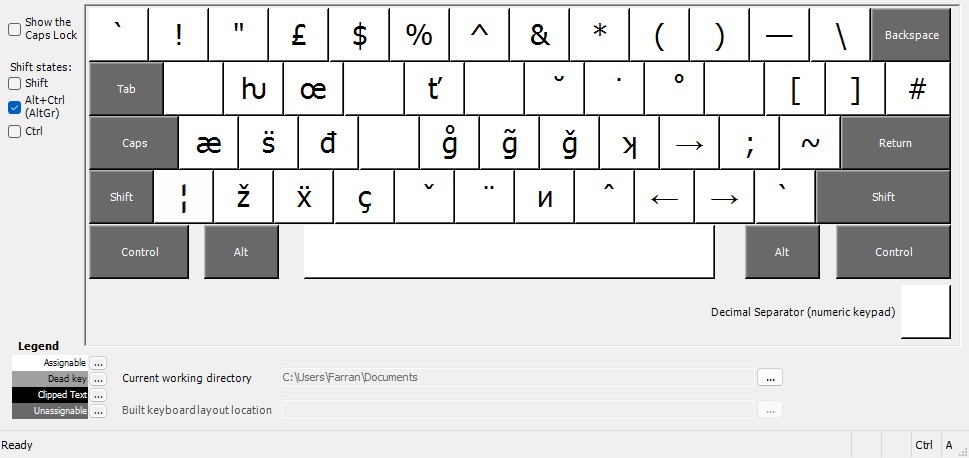 Show the
Caps Lock
` ! " £ $ % ^ & * ( ) — \ Backspace
Shift states:
Shift
Alt+Ctrl
(AltGr)
Ctrl
Tab ƕ œ ť ˘ ˙ ° [ ] #
Caps æ s̈ đ g̊ g̃ ǧ ʞ → ; ~ Return
Shift ¦ ž ẍ ç ˇ ¨ и ˆ ← → ` Shift
Control Alt Alt Control
Decimal Separator (numeric keypad)
Legend
Assignable ...
Dead key ...
Clipped Text ...
Unassignable ...
Current working directory C:\Users\Farran\Documents ...
Built keyboard layout location ...
Ready Ctrl A